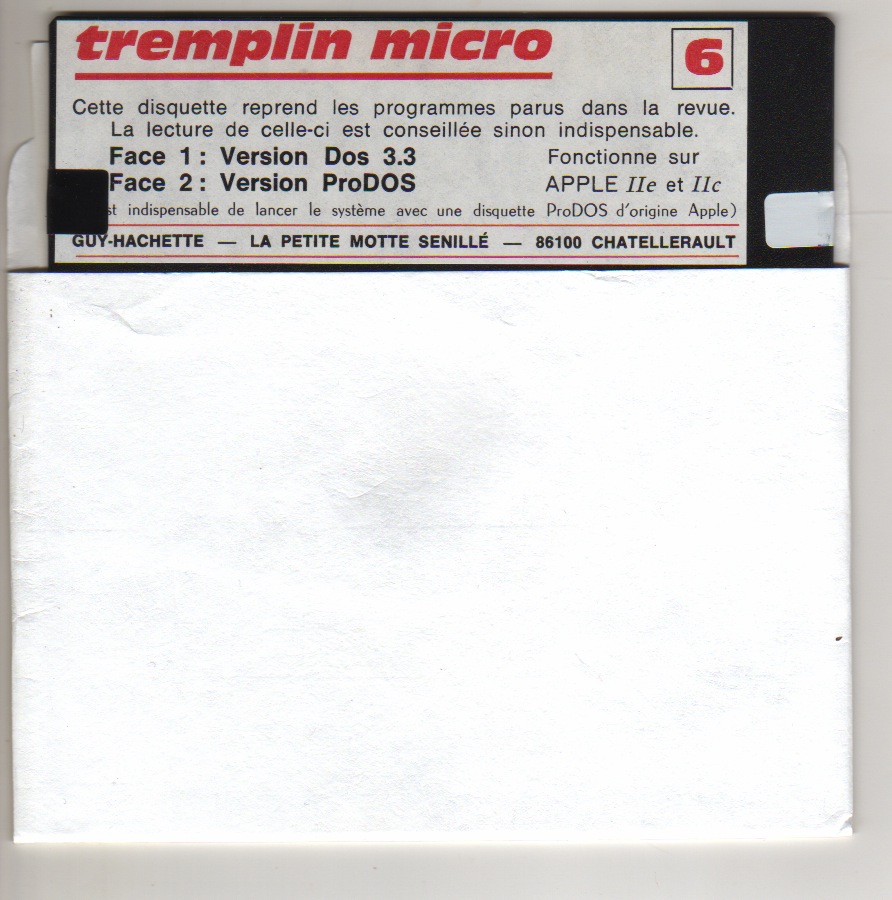 tremplin micro 6
Cette disquette reprend les programmes parus dans la revue.
La lecture de celle-ci est conseillée sinon indispensable.
Face 1 : Version Dos 3.3 Fonctionne sur
Face 2 : Version ProDOS APPLE IIe et IIc
indispensable de lancer le système avec une disquette ProDOS d'origine Apple)
GUY-HACHETTE — LA PETITE MOTTE SENILLÉ — 86100 CHATELLERAULT